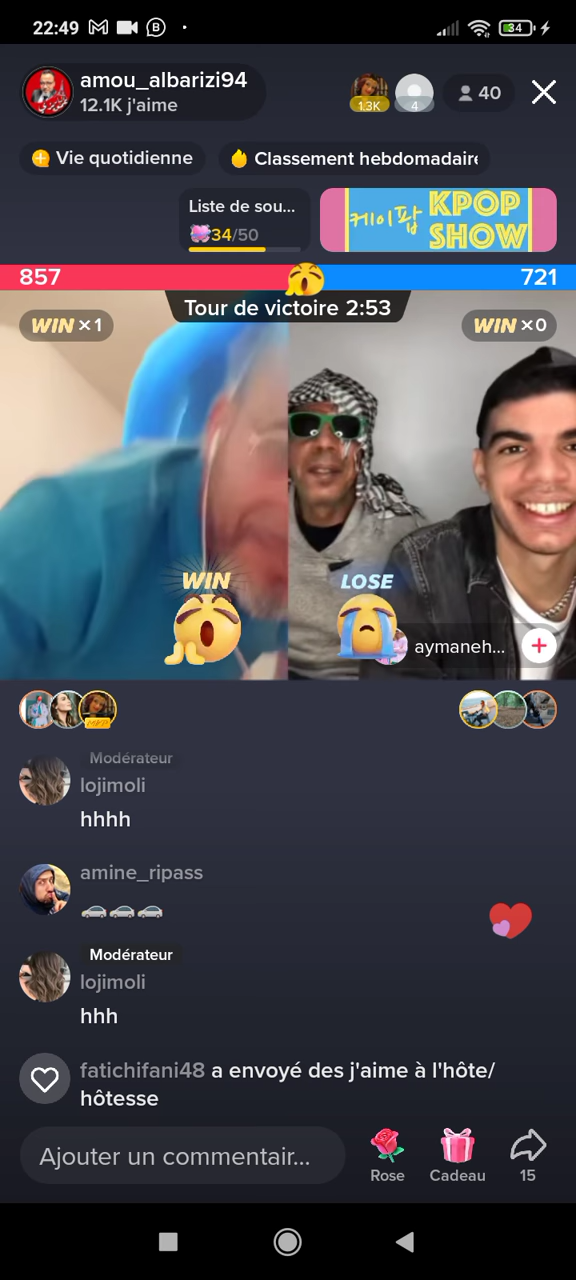 22:49
34
amou_albarizi94
12.1K j'aime
1.3K
4
40
Vie quotidienne
Classement hebdomadaire
Liste de sou...
34/50
케이팝
KPOP
SHOW
857
721
Tour de victoire 2:53
WIN ×1
WIN ×0
WIN
LOSE
aymaneh...
Modérateur
lojimoli
hhhh
amine_ripass
Modérateur
lojimoli
hhh
fatichifani48 a envoyé des j'aime à l'hôte/
hôtesse
Ajouter un commentair...
Rose
Cadeau
15